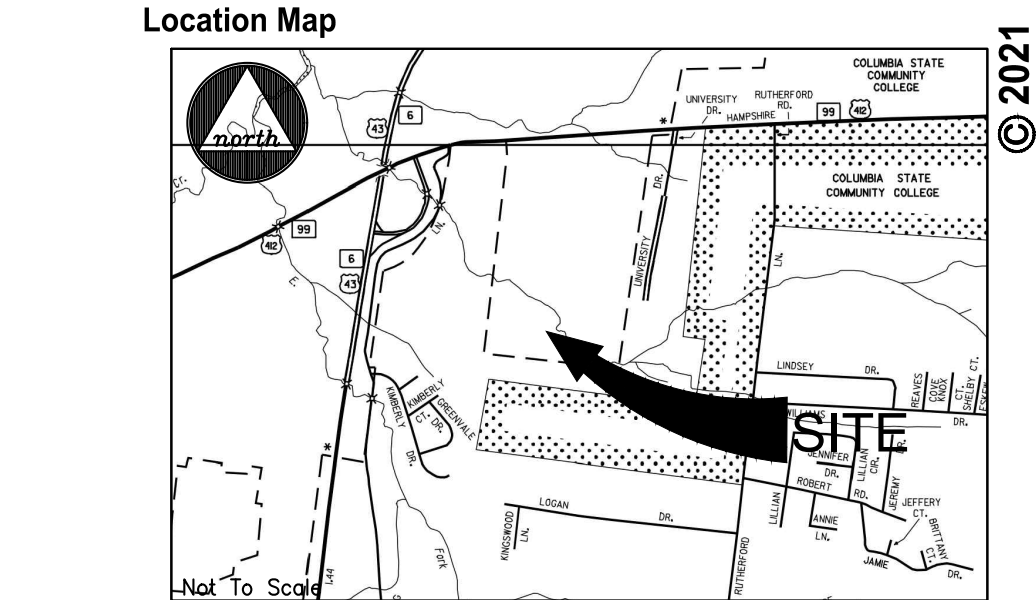 Location Map
© 2021
north
COLUMBIA STATE
COMMUNITY
COLLEGE
UNIVERSITY
DR.
RUTHERFORD
RD.
HAMPSHIRE
99
412
6
43
*
COLUMBIA STATE
COMMUNITY COLLEGE
Cr.
99
412
LN.
6
43
E.
UNIVERSITY
DR.
LN.
LINDSEY
DR.
REAVES
COVE
KNOX
CT.
SHELBY CT.
KIMBERLY
DR.
KIMBERLY
CT.
GREENVALE
DR.
WILLIAMS
DR.
SITE
JENNIFER
DR.
LILLIAN
CIR.
ROBERT
RD.
JEREMY
DR.
JEFFERY
CT.
BRITTANY
CT.
LILLIAN
ANNIE
LN.
JAMIE
DR.
LOGAN
DR.
KINGSWOOD
LN.
RUTHERFORD
*
Fork
1.44
Not To Scale